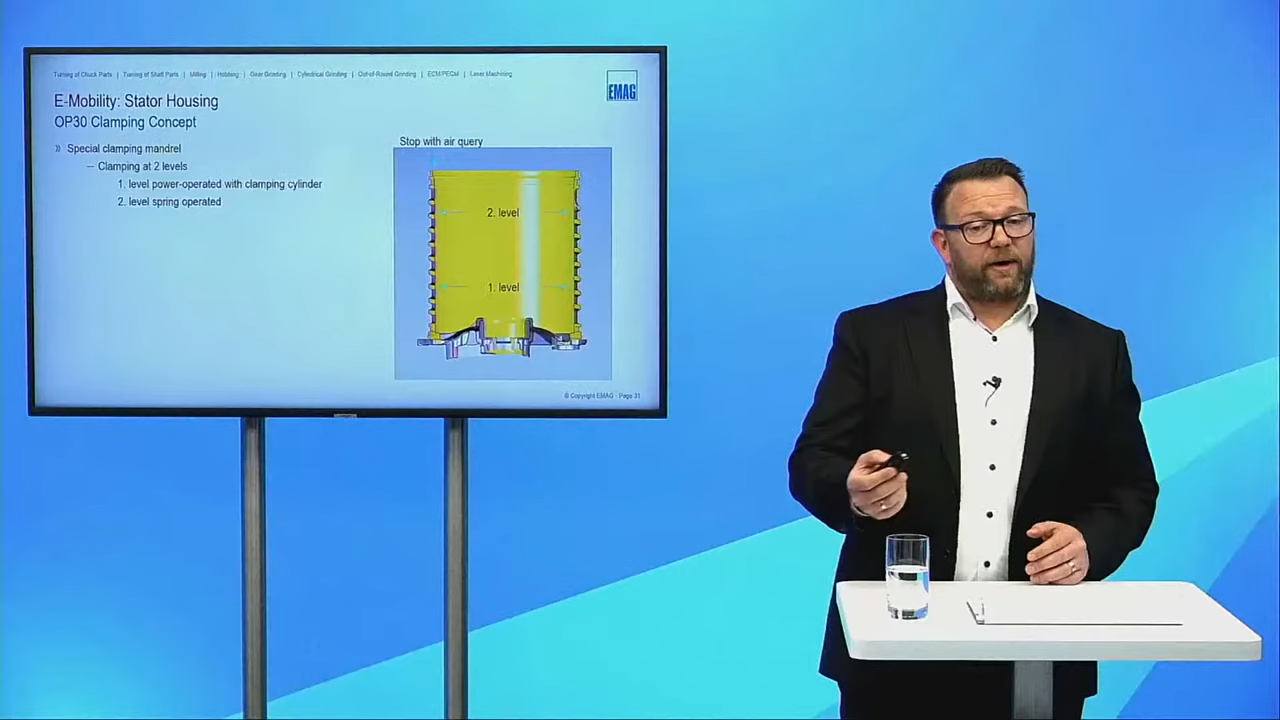 Turning of Chuck Parts | Turning of Shaft Parts | Milling | Hobbing | Gear Grinding | Cylindrical Grinding | Out-of-Round Grinding | ECM/PECM | Laser Machining
EMAG
E-Mobility: Stator Housing
OP30 Clamping Concept
» Special clamping mandrel
– Clamping at 2 levels
1. level power-operated with clamping cylinder
2. level spring operated
Stop with air query
2. level
1. level
© Copyright EMAG - Page 31